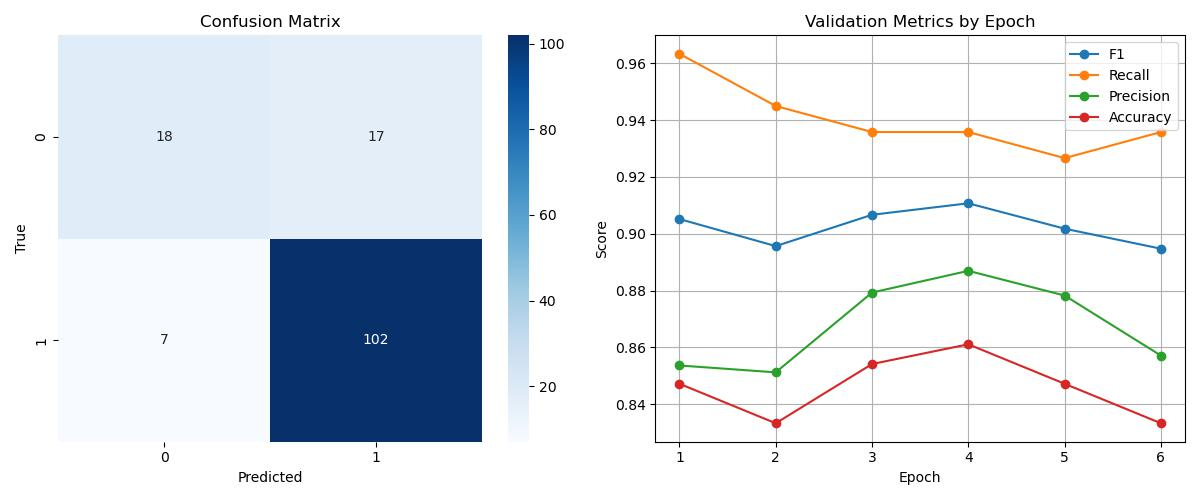 Confusion Matrix
True
0
1
18
17
7
102
0
1
Predicted
100
80
60
40
20
Validation Metrics by Epoch
Score
0.96
0.94
0.92
0.90
0.88
0.86
0.84
F1
Recall
Precision
Accuracy
1
2
3
4
5
6
Epoch